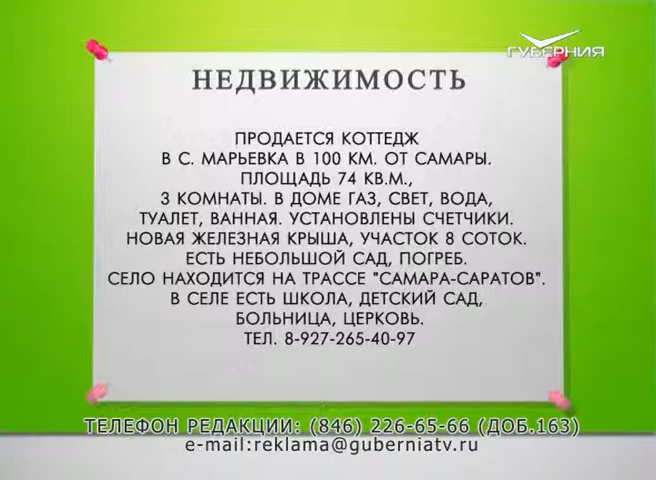 ГУБЕРНИЯ
НЕДВИЖИМОСТЬ
ПРОДАЕТСЯ КОТТЕДЖ
В С. МАРЬЕВКА В 100 КМ. ОТ САМАРЫ.
ПЛОЩАДЬ 74 КВ.М.,
3 КОМНАТЫ. В ДОМЕ ГАЗ, СВЕТ, ВОДА,
ТУАЛЕТ, ВАННАЯ. УСТАНОВЛЕНЫ СЧЕТЧИКИ.
НОВАЯ ЖЕЛЕЗНАЯ КРЫША, УЧАСТОК 8 СОТОК.
ЕСТЬ НЕБОЛЬШОЙ САД, ПОГРЕБ.
СЕЛО НАХОДИТСЯ НА ТРАССЕ "САМАРА-САРАТОВ".
В СЕЛЕ ЕСТЬ ШКОЛА, ДЕТСКИЙ САД,
БОЛЬНИЦА, ЦЕРКОВЬ.
ТЕЛ. 8-927-265-40-97
ТЕЛЕФОН РЕДАКЦИИ: (846) 226-65-66 (ДОБ.163)
e-mail:reklama@guberniatv.ru